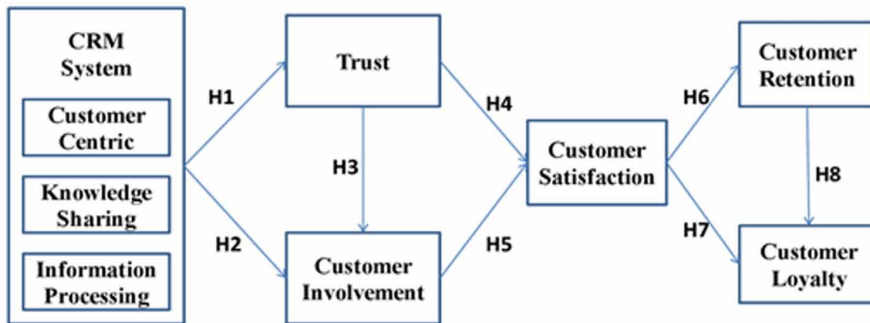 CRM
System
Customer
Centric
Knowledge
Sharing
Information
Processing
H1
H2
Trust
H3
Customer
Involvement
H4
H5
Customer
Satisfaction
H6
H7
Customer
Retention
H8
Customer
Loyalty